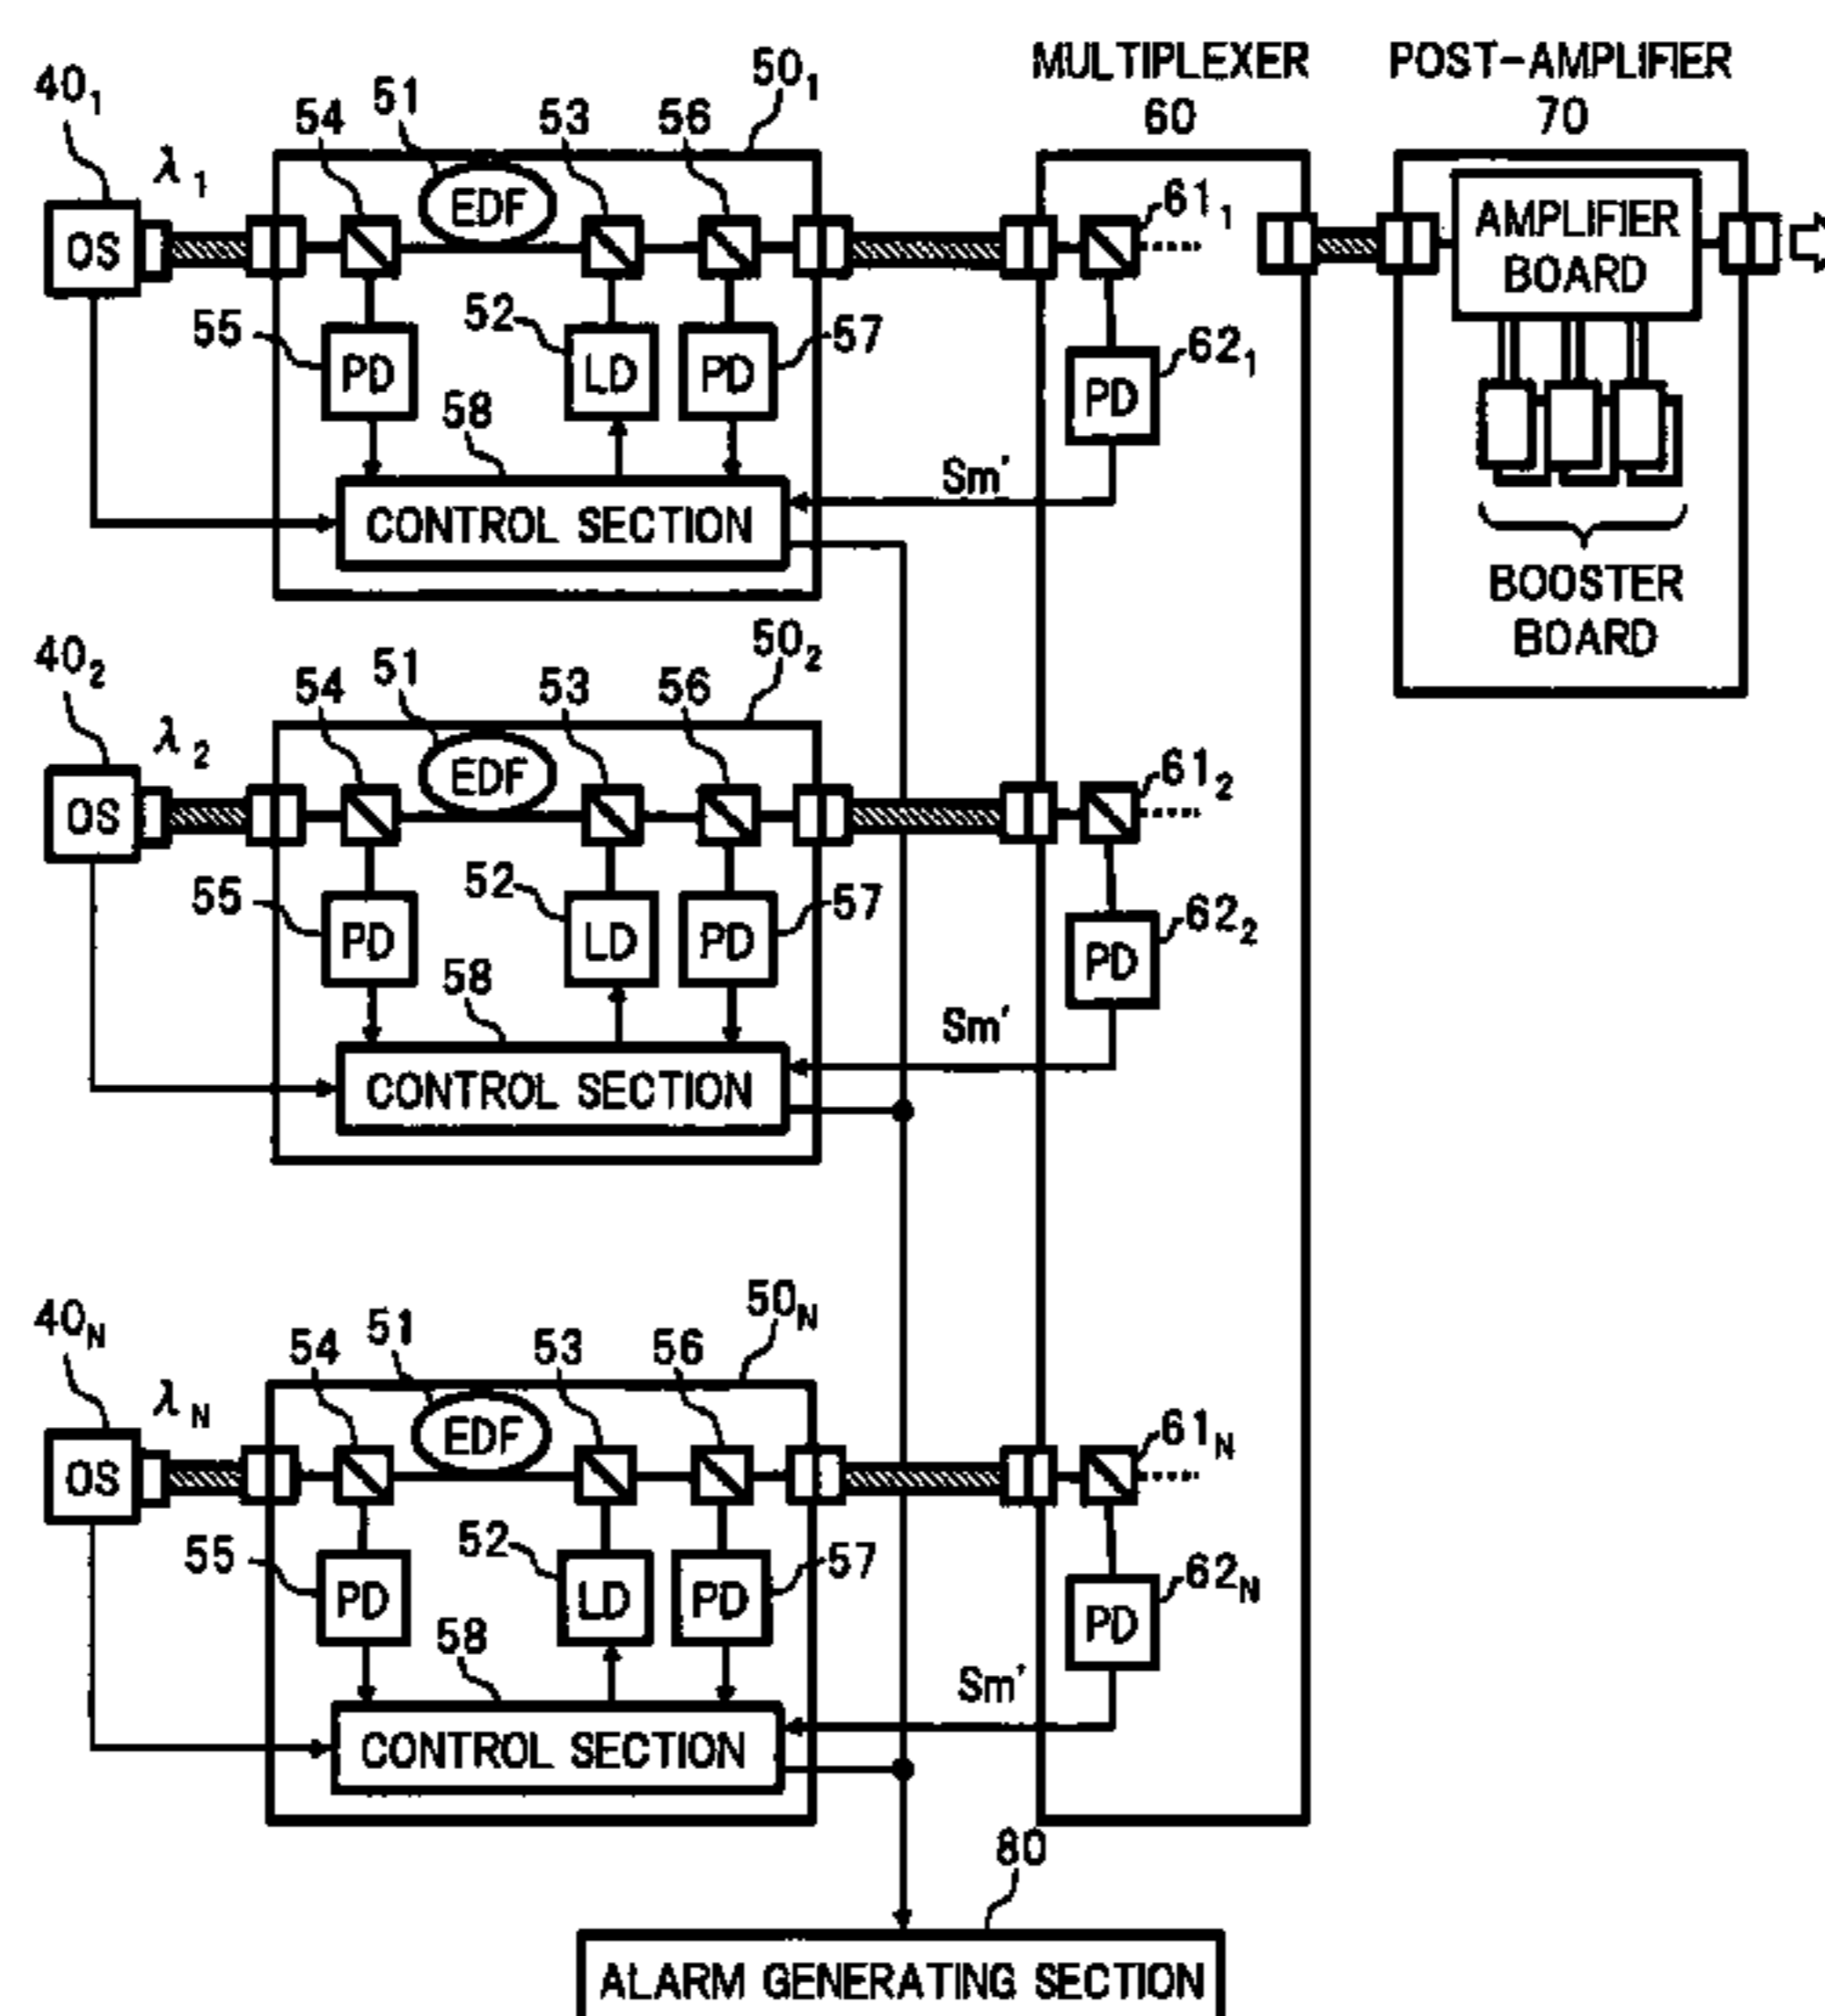 MULTIPLEXER
60
POST-AMPLIFIER
70
40₁
λ₁
OS
54
51
53
56
50₁
EDF
61₁
AMPLIFIER
BOARD
55
PD
52
LD
PD
57
62₁
PD
58
Sm'
CONTROL SECTION
BOOSTER
BOARD
40₂
λ₂
OS
54
51
53
56
50₂
EDF
61₂
55
PD
52
LD
PD
57
62₂
PD
58
Sm'
CONTROL SECTION
40N
λN
OS
54
51
53
56
50N
EDF
61N
55
PD
52
LD
PD
57
62N
PD
58
Sm'
CONTROL SECTION
80
ALARM GENERATING SECTION